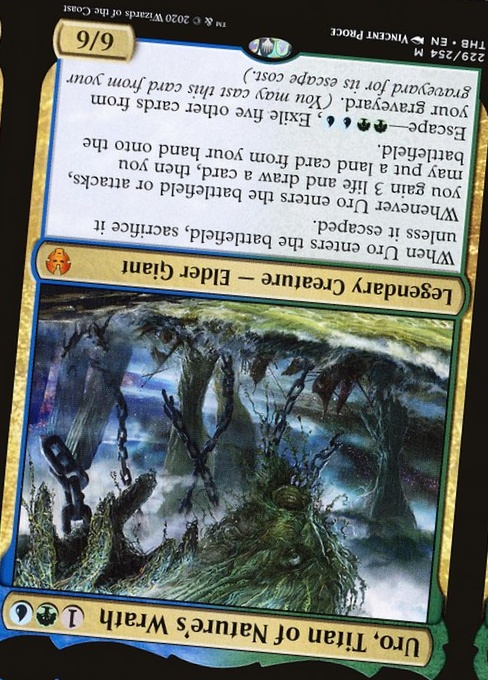 Uro, Titan of Nature's Wrath 1
Legendary Creature — Elder Giant
When Uro enters the battlefield, sacrifice it
unless it escaped.
Whenever Uro enters the battlefield or attacks,
you gain 3 life and draw a card, then you
may put a land card from your hand onto the
battlefield.
Escape—, Exile five other cards from
your graveyard. (You may cast this card from your
graveyard for its escape cost.)
6/6
229/254 M
THB • EN VINCENT PROCE
™ & © 2020 Wizards of the Coast